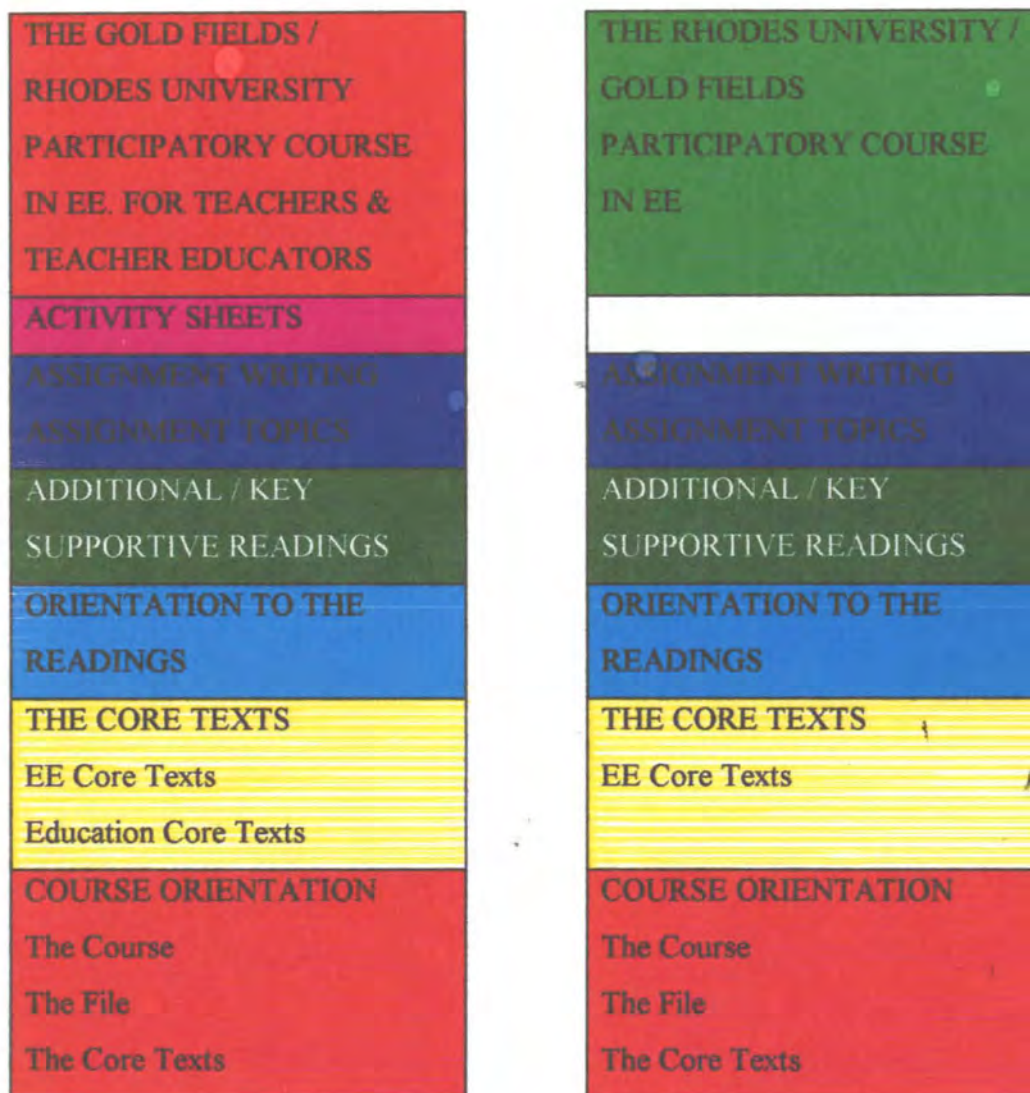 THE GOLD FIELDS /
RHODES UNIVERSITY
PARTICIPATORY COURSE
IN EE. FOR TEACHERS &
TEACHER EDUCATORS
ACTIVITY SHEETS
ASSIGNMENT WRITING
ASSIGNMENT TOPICS
ADDITIONAL / KEY
SUPPORTIVE READINGS
ORIENTATION TO THE
READINGS
THE CORE TEXTS
EE Core Texts
Education Core Texts
COURSE ORIENTATION
The Course
The File
The Core Texts
THE RHODES UNIVERSITY /
GOLD FIELDS
PARTICIPATORY COURSE
IN EE
ASSIGNMENT WRITING
ASSIGNMENT TOPICS
ADDITIONAL / KEY
SUPPORTIVE READINGS
ORIENTATION TO THE
READINGS
THE CORE TEXTS
EE Core Texts
COURSE ORIENTATION
The Course
The File
The Core Texts